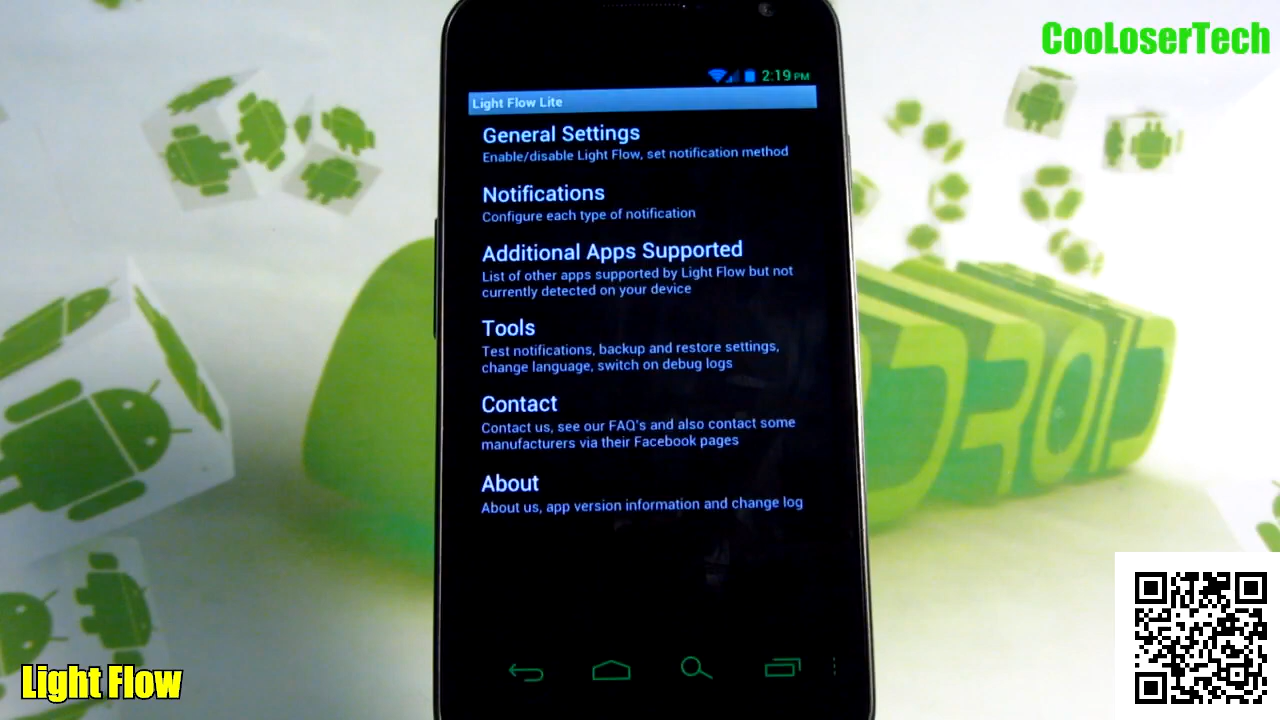 CooLoserTech
2:19 PM
Light Flow Lite
General Settings
Enable/disable Light Flow, set notification method
Notifications
Configure each type of notification
Additional Apps Supported
List of other apps supported by Light Flow but not
currently detected on your device
Tools
Test notifications, backup and restore settings,
change language, switch on debug logs
Contact
Contact us, see our FAQ's and also contact some
manufacturers via their Facebook pages
About
About us, app version information and change log
DROID
Light Flow